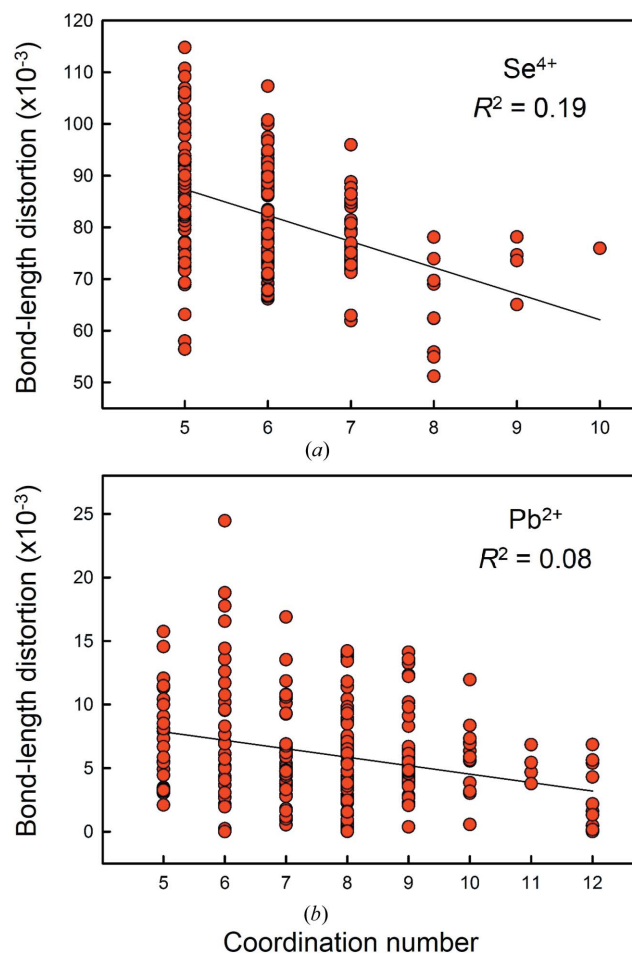 120
110
100
90
80
70
60
50
Bond-length distortion (x10⁻³)
Se⁴⁺
R² = 0.19
5 6 7 8 9 10
(a)
25
20
15
10
5
0
Bond-length distortion (x10⁻³)
Pb²⁺
R² = 0.08
5 6 7 8 9 10 11 12
(b)
Coordination number